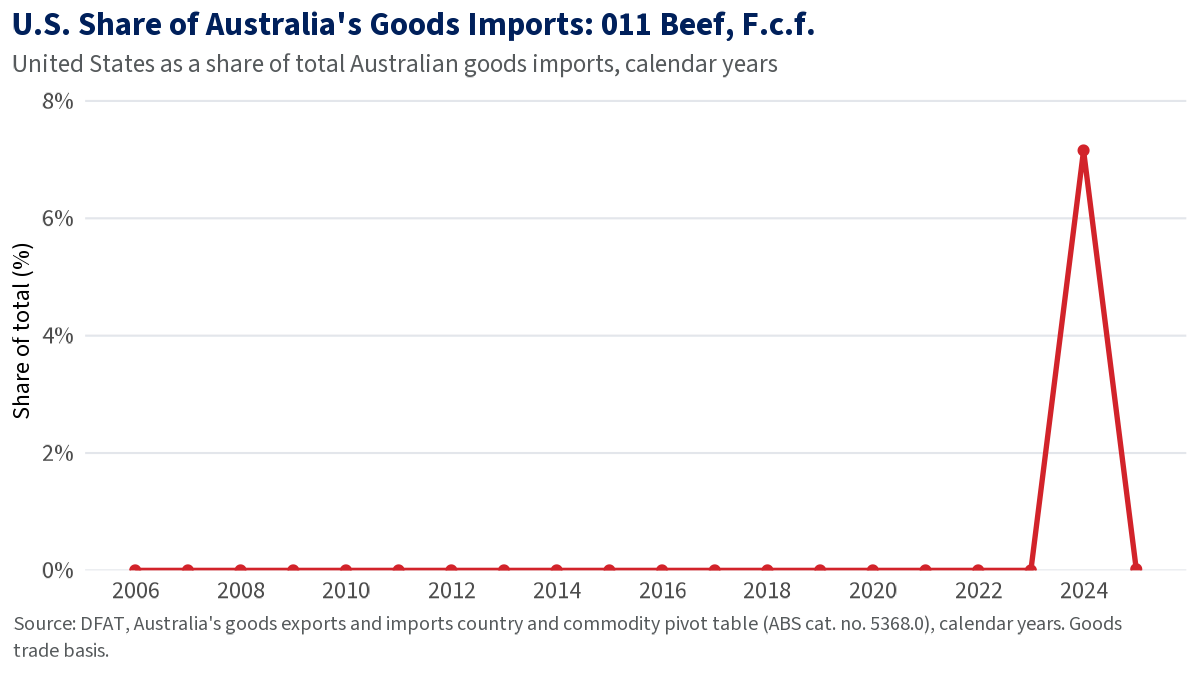 U.S. Share of Australia's Goods Imports: 011 Beef, F.c.f.
United States as a share of total Australian goods imports, calendar years
8%
6%
4%
2%
0%
Share of total (%)
2006 2008 2010 2012 2014 2016 2018 2020 2022 2024
Source: DFAT, Australia's goods exports and imports country and commodity pivot table (ABS cat. no. 5368.0), calendar years. Goods
trade basis.